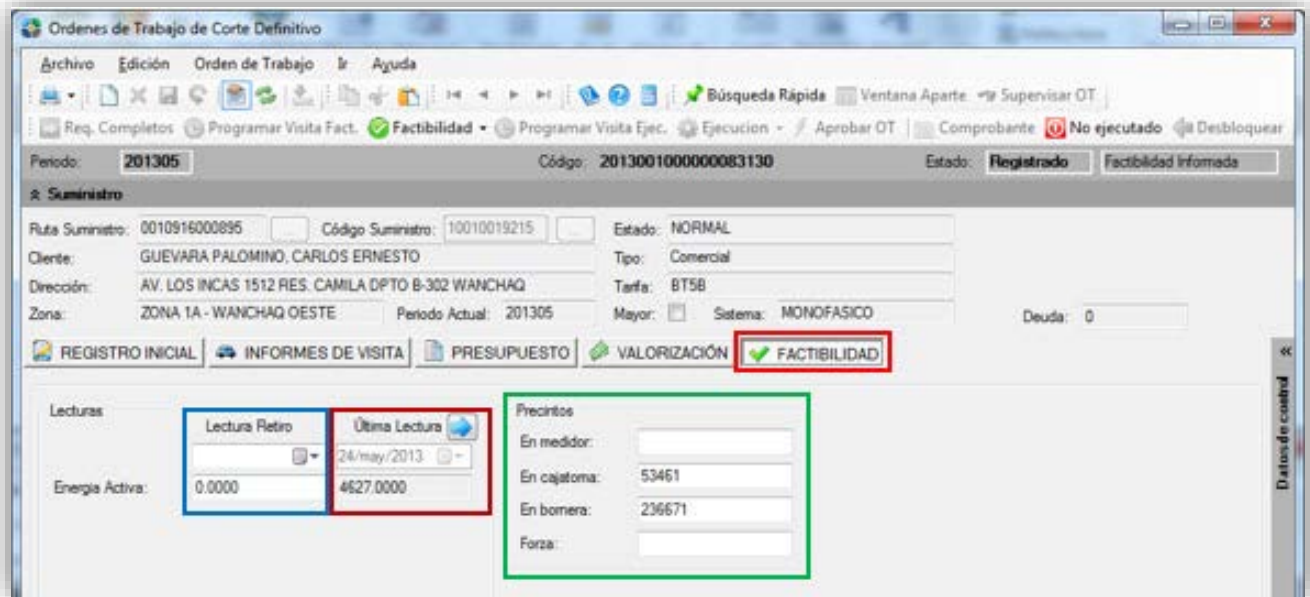 Ordenes de Trabajo de Corte Definitivo
Archivo Edición Orden de Trabajo Ir Ayuda
Búsqueda Rápida Ventana Aparte Supervisar OT
Req. Completos Programar Visita Fact. Factibilidad Programar Visita Ejec. Ejecucion Aprobar OT Comprobante No ejecutado Desbloquear
Periodo: 201305 Código: 2013001000000083130 Estado: Registrado Factibilidad Informada
Suministro
Ruta Suministro: 0010916000895 ... Código Suministro: 10010019215 ... Estado: NORMAL
Cliente: GUEVARA PALOMINO, CARLOS ERNESTO Tipo: Comercial
Dirección: AV. LOS INCAS 1512 RES. CAMILA DPTO B-302 WANCHAQ Tarifa: BT5B
Zona: ZONA 1A - WANCHAQ OESTE Periodo Actual: 201305 Mayor: Sistema: MONOFASICO Deuda: 0
REGISTRO INICIAL INFORMES DE VISITA PRESUPUESTO VALORIZACIÓN FACTIBILIDAD
Datos de control
Lecturas
Lectura Retiro Última Lectura
24/may/2013
Energia Activa: 0.0000 4627.0000
Precintos
En medidor:
En cajatoma: 53461
En bornera: 236671
Forza: